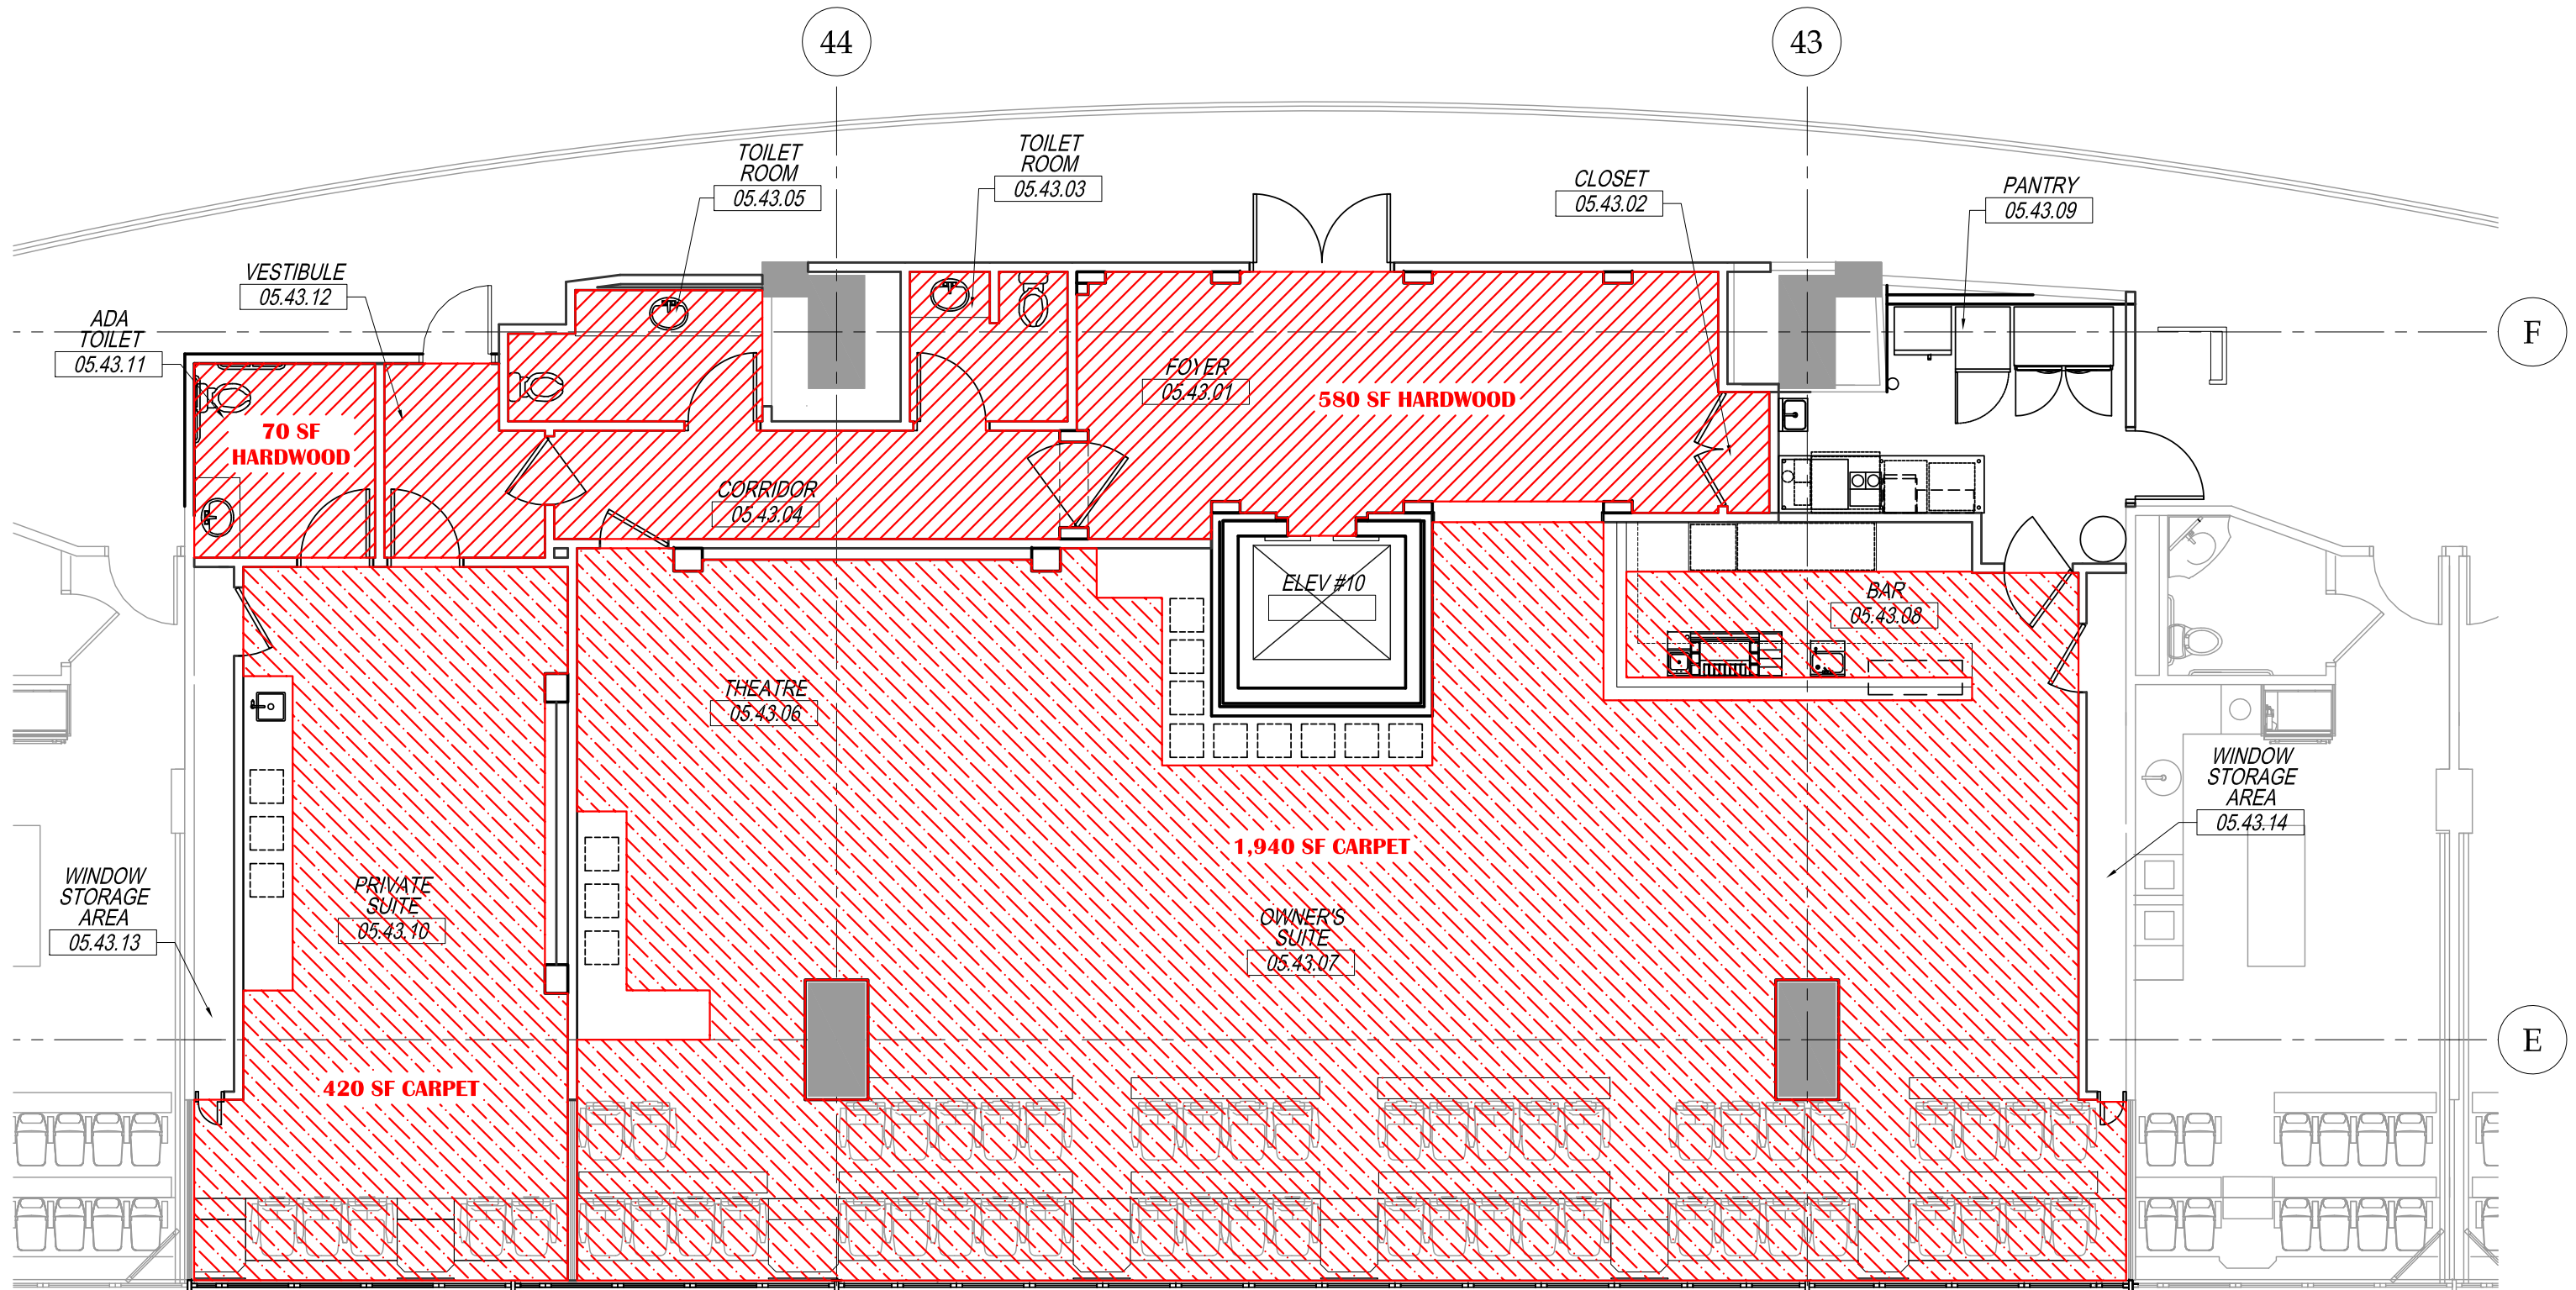 44
43
TOILET
ROOM
05.43.05
TOILET
ROOM
05.43.03
CLOSET
05.43.02
PANTRY
05.43.09
VESTIBULE
05.43.12
ADA
TOILET
05.43.11
F
FOYER
05.43.01
580 SF HARDWOOD
70 SF
HARDWOOD
CORRIDOR
05.43.04
ELEV #10
BAR
05.43.08
THEATRE
05.43.06
WINDOW
STORAGE
AREA
05.43.14
1,940 SF CARPET
WINDOW
STORAGE
AREA
05.43.13
PRIVATE
SUITE
05.43.10
OWNER'S
SUITE
05.43.07
E
420 SF CARPET